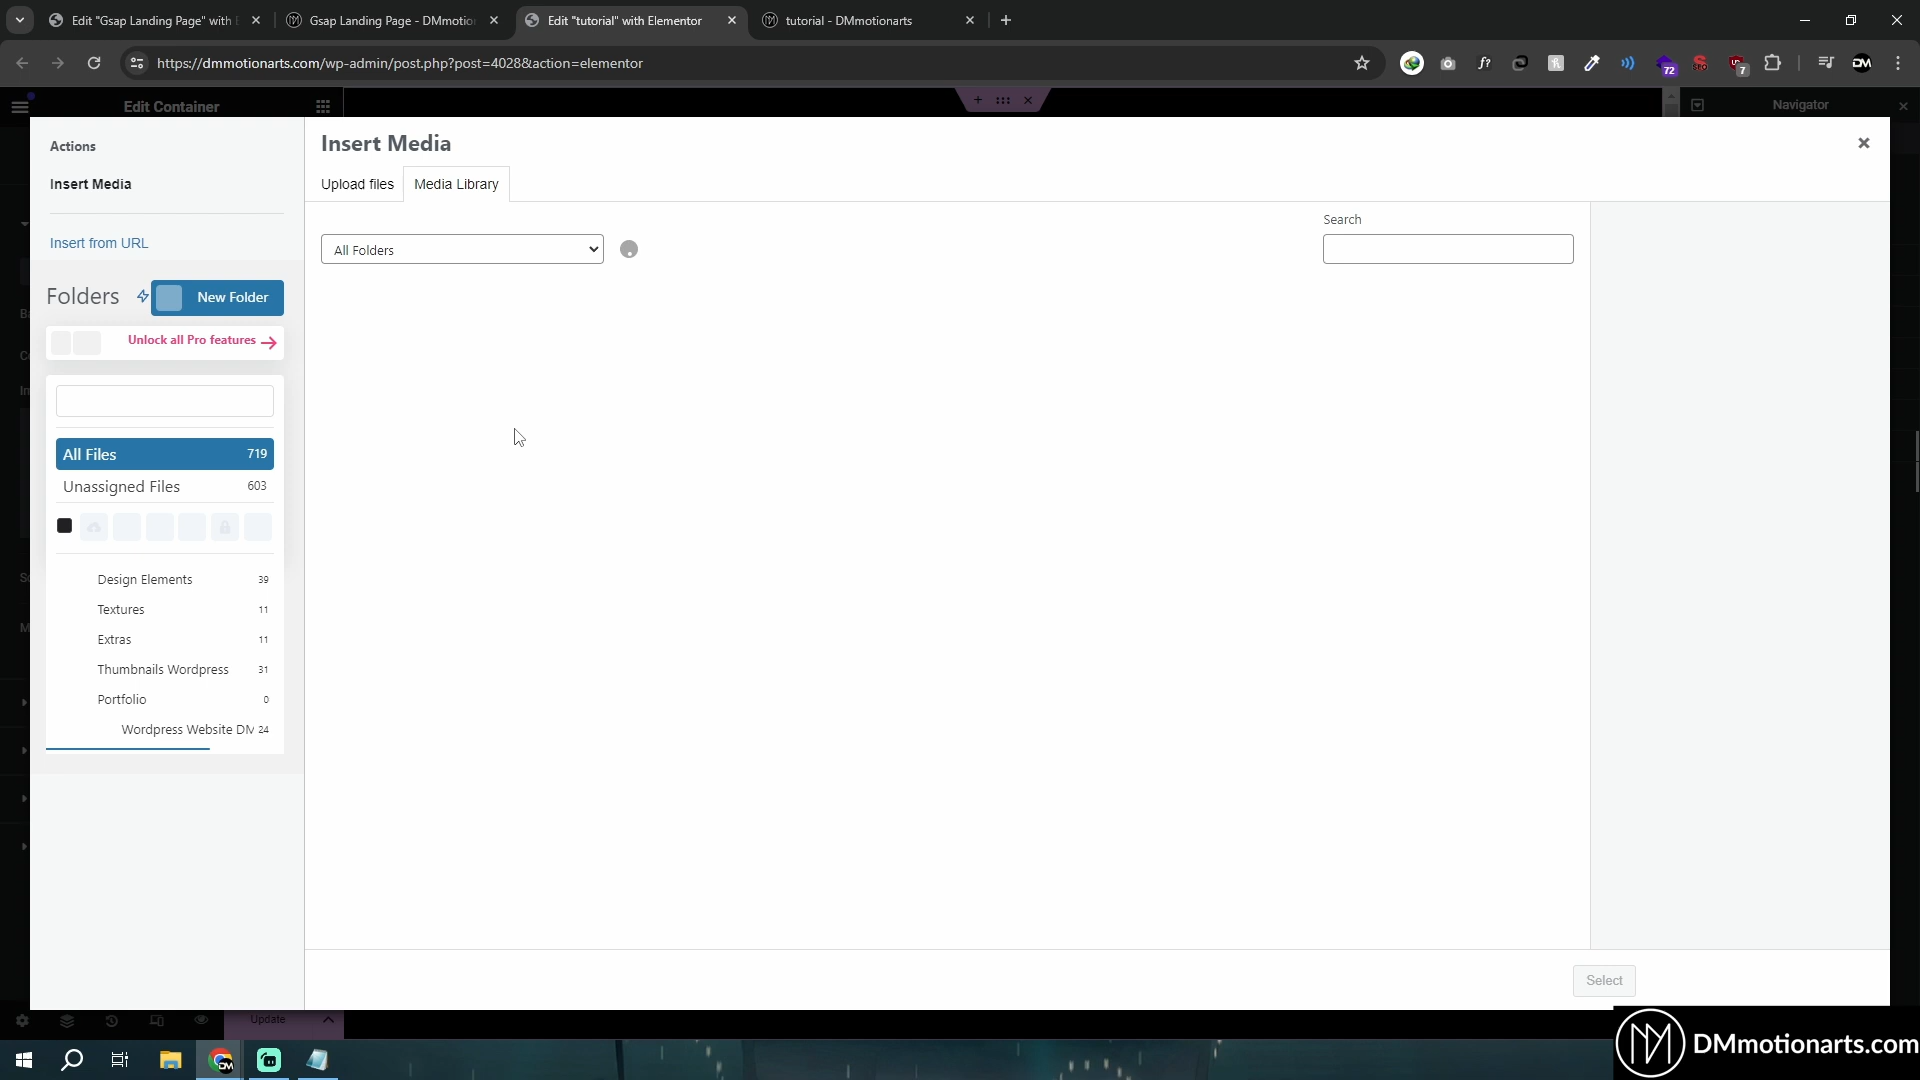 Edit "Gsap Landing Page" with
Gsap Landing Page - DMmotio
Edit "tutorial" with Elementor
tutorial - DMmotionarts
https://dmmotionarts.com/wp-admin/post.php?post=4028&action=elementor
72
7
DM
Edit Container
Navigator
Actions
Insert Media
Insert from URL
Folders
New Folder
Unlock all Pro features
All Files 719
Unassigned Files 603
Design Elements 39
Textures 11
Extras 11
Thumbnails Wordpress 31
Portfolio 0
Wordpress Website DM 24
Insert Media
Upload files
Media Library
All Folders
Search
Select
Update
DMmotionarts.com